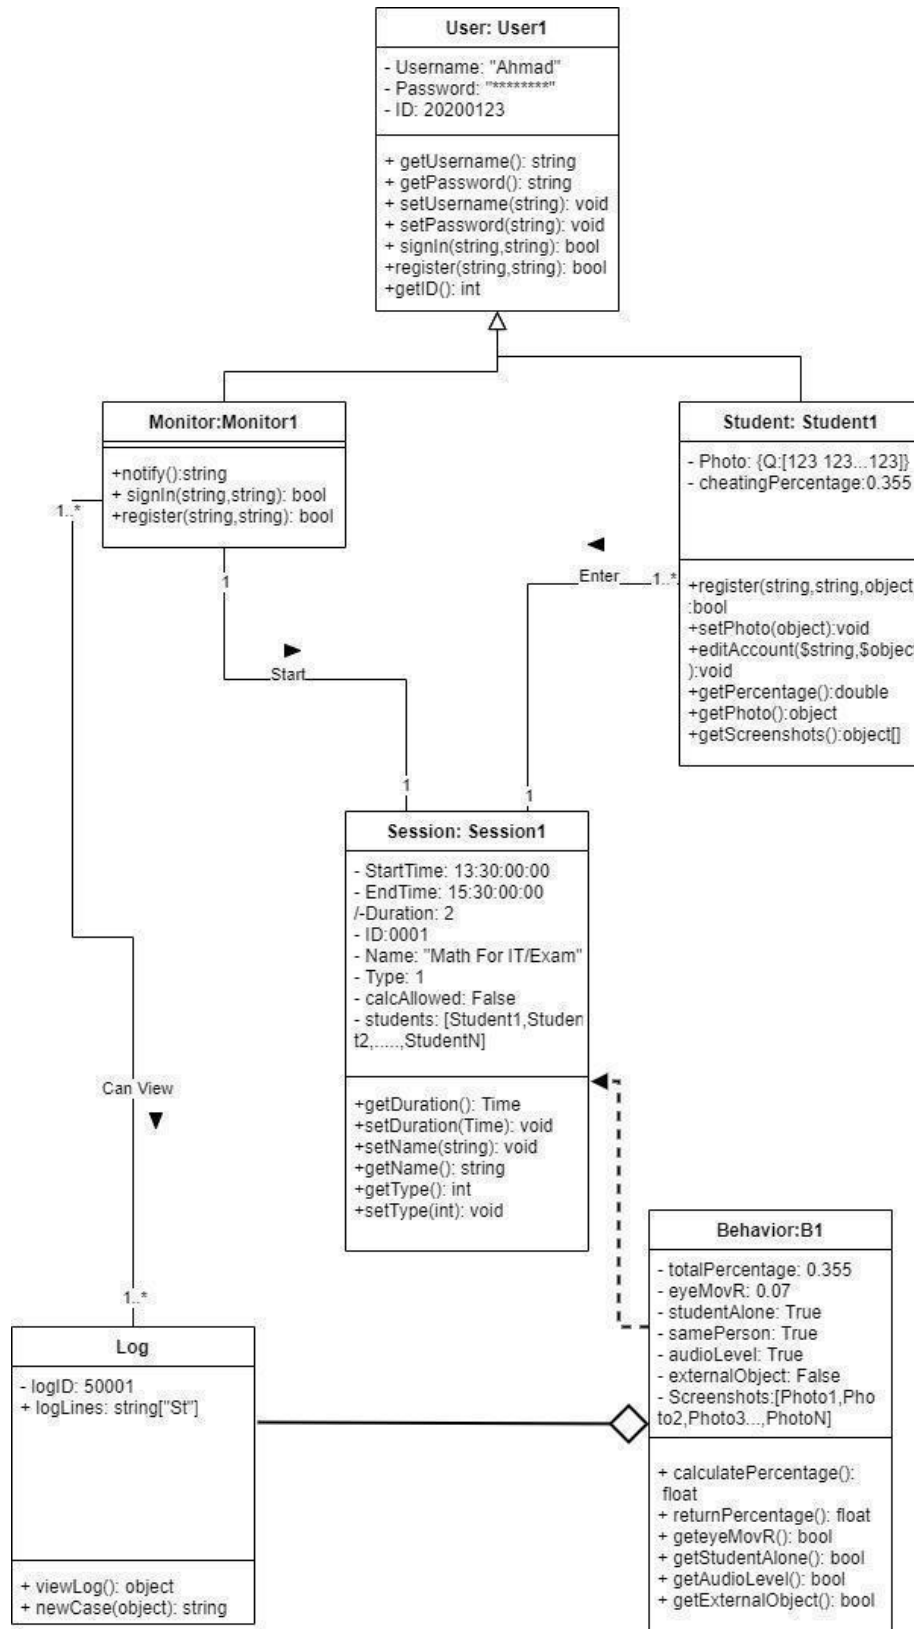 User: User1
- Username: "Ahmad"
- Password: "********"
- ID: 20200123
+ getUsername(): string
+ getPassword(): string
+ setUsername(string): void
+ setPassword(string): void
+ signIn(string,string): bool
+register(string,string): bool
+getID(): int
Monitor:Monitor1
+notify():string
+ signIn(string,string): bool
+register(string,string): bool
Student: Student1
- Photo: {Q:[123 123...123]}
- cheatingPercentage:0.355
+register(string,string,object
:bool
+setPhoto(object):void
+editAccount($string,$object
):void
+getPercentage():double
+getPhoto():object
+getScreenshots():object[]
1..*
1
Enter
1..*
Start
1
1
Session: Session1
- StartTime: 13:30:00:00
- EndTime: 15:30:00:00
/-Duration: 2
- ID:0001
- Name: "Math For IT/Exam"
- Type: 1
- calcAllowed: False
- students: [Student1,Studen
t2,.....,StudentN]
+getDuration(): Time
+setDuration(Time): void
+setName(string): void
+getName(): string
+getType(): int
+setType(int): void
Can View
1..*
Log
- logID: 50001
+ logLines: string["St"]
+ viewLog(): object
+ newCase(object): string
Behavior:B1
- totalPercentage: 0.355
- eyeMovR: 0.07
- studentAlone: True
- samePerson: True
- audioLevel: True
- externalObject: False
- Screenshots:[Photo1,Pho
to2,Photo3...,PhotoN]
+ calculatePercentage():
float
+ returnPercentage(): float
+ geteyeMovR(): bool
+ getStudentAlone(): bool
+ getAudioLevel(): bool
+ getExternalObject(): bool